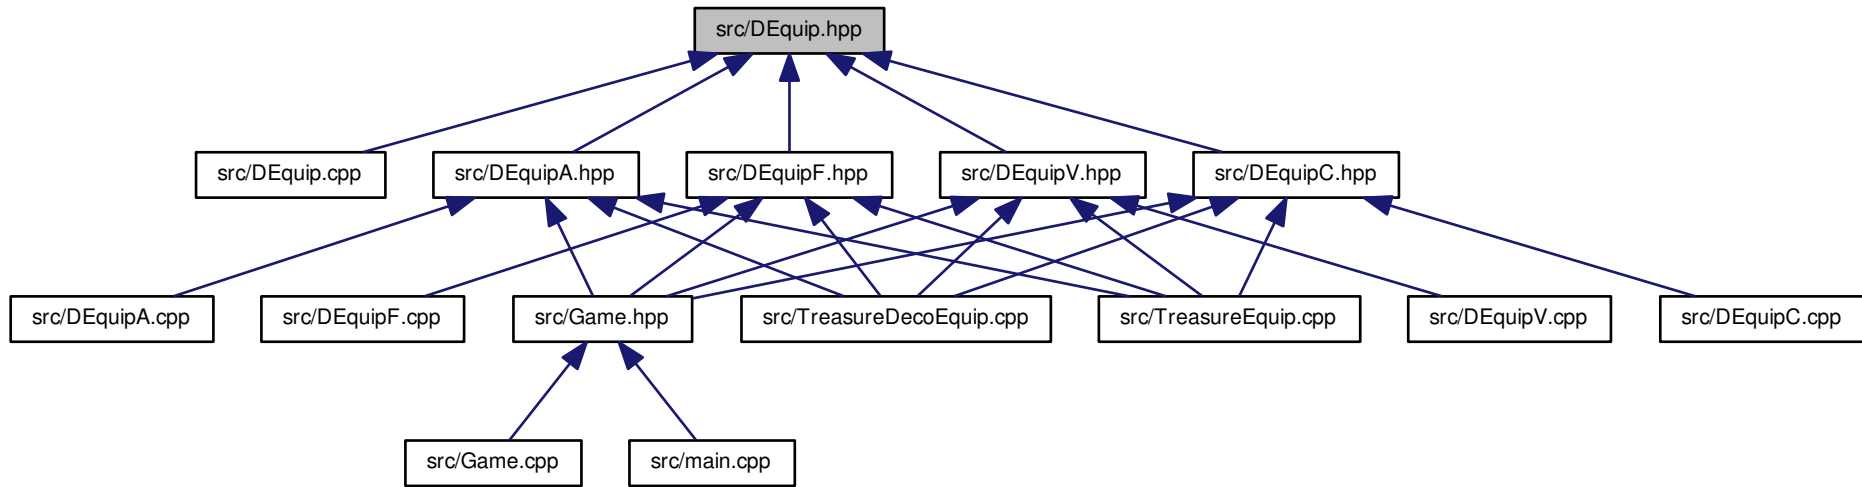 src/DEquip.hpp
src/DEquip.cpp
src/DEquipA.hpp
src/DEquipF.hpp
src/DEquipV.hpp
src/DEquipC.hpp
src/DEquipA.cpp
src/DEquipF.cpp
src/Game.hpp
src/TreasureDecoEquip.cpp
src/TreasureEquip.cpp
src/DEquipV.cpp
src/DEquipC.cpp
src/Game.cpp
src/main.cpp